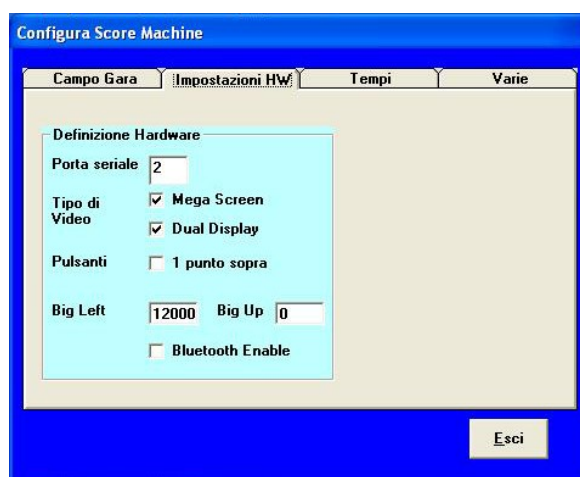 Configura Score Machine
Campo Gara Impostazioni HW Tempi Varie
Definizione Hardware
Porta seriale 2
Tipo di Video
Mega Screen
Dual Display
Pulsanti 1 punto sopra
Big Left 12000 Big Up 0
Bluetooth Enable
Esci